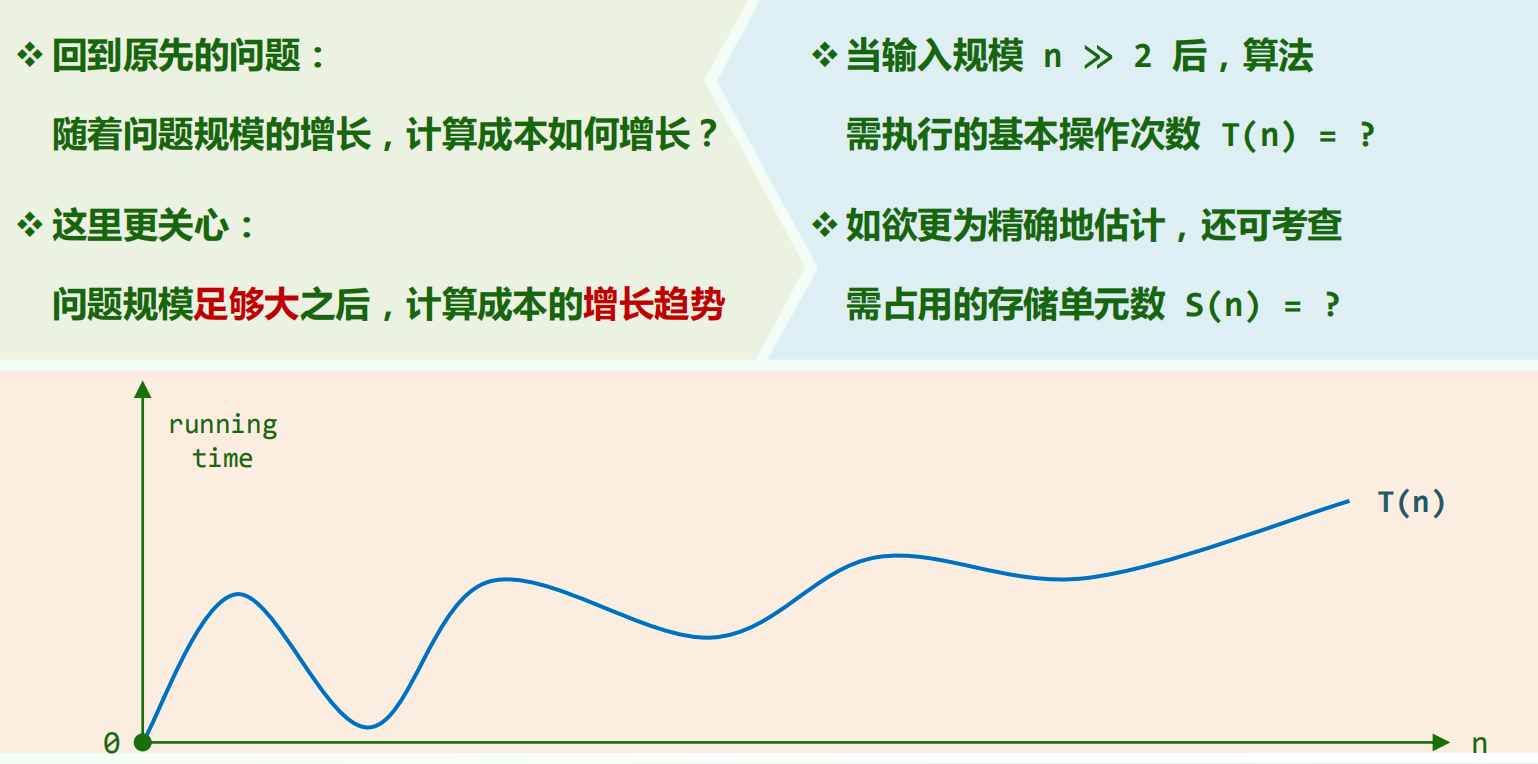 ❖ 回到原先的问题：
随着问题规模的增长，计算成本如何增长？
❖ 这里更关心：
问题规模足够大之后，计算成本的增长趋势
❖ 当输入规模 n ≫ 2 后，算法
需执行的基本操作次数 T(n) = ?
❖ 如欲更为精确地估计，还可考查
需占用的存储单元数 S(n) = ?
running
time
T(n)
0
n